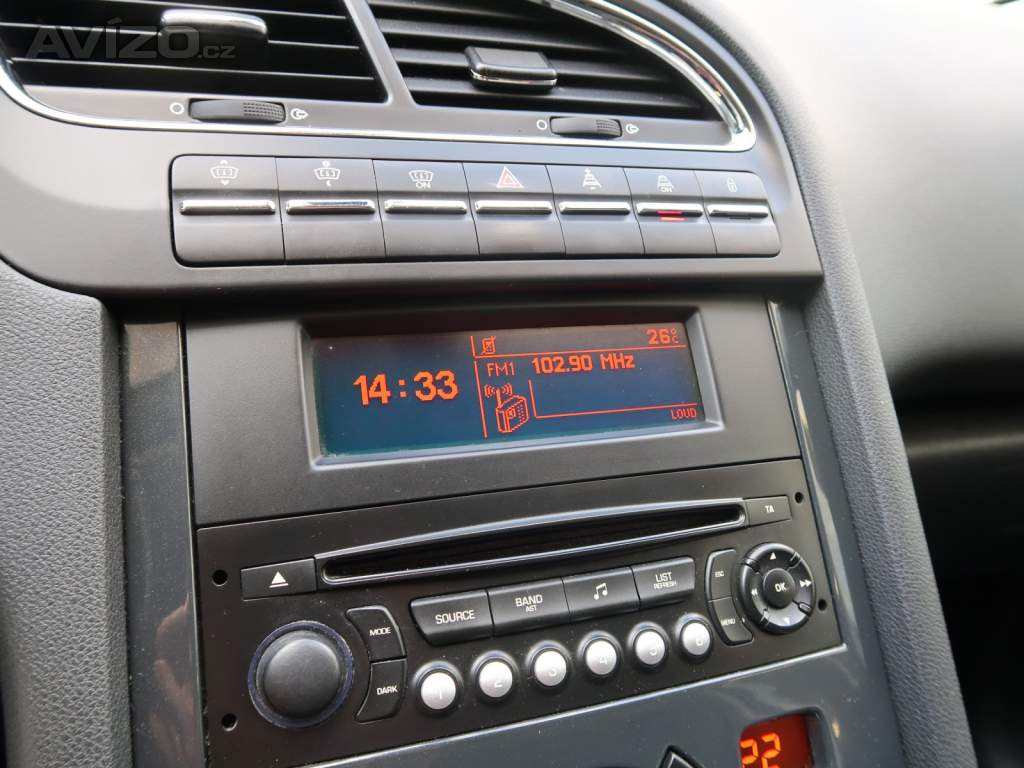 AVÍZO.cz
ON
ON
26°C
FM1 102.90 MHz
14:33
LOUD
TA
SOURCE
BAND
AST
LIST
REFRESH
ESC
OK
MODE
MENU
DARK
1 2 3 4 5 6
22